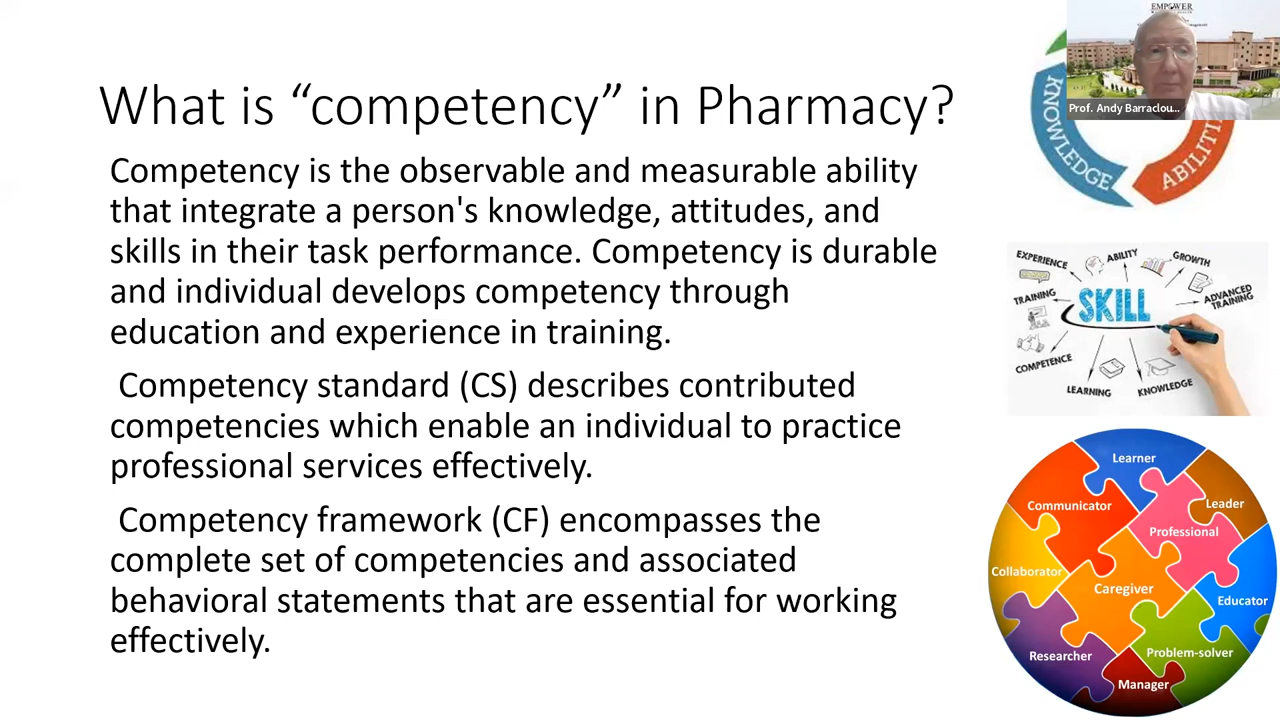 What is “competency” in Pharmacy?
Competency is the observable and measurable ability
that integrate a person's knowledge, attitudes, and
skills in their task performance. Competency is durable
and individual develops competency through
education and experience in training.
Competency standard (CS) describes contributed
competencies which enable an individual to practice
professional services effectively.
Competency framework (CF) encompasses the
complete set of competencies and associated
behavioral statements that are essential for working
effectively.
EMPOWER
Prof. Andy Barraclou...
KNOWLEDGE
EXPERIENCE
ABILITY
GROWTH
TRAINING
SKILL
ADVANCED
TRAINING
COMPETENCE
LEARNING
KNOWLEDGE
Learner
Communicator
Leader
Professional
Collaborator
Caregiver
Educator
Researcher
Problem-solver
Manager